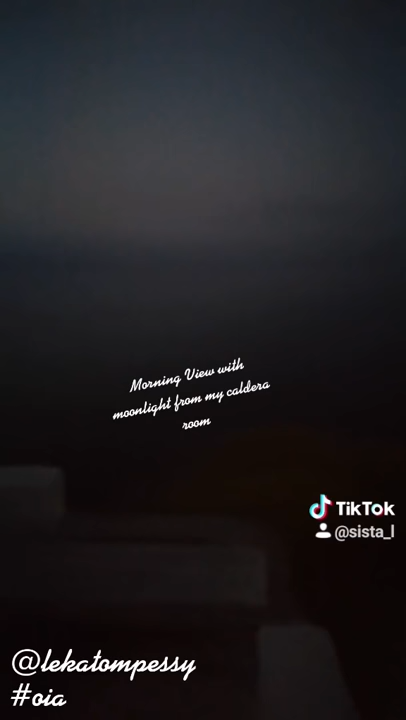 Morning View with
moonlight from my caldera
room
TikTok
@sista_l
@lekatompessy
#oia